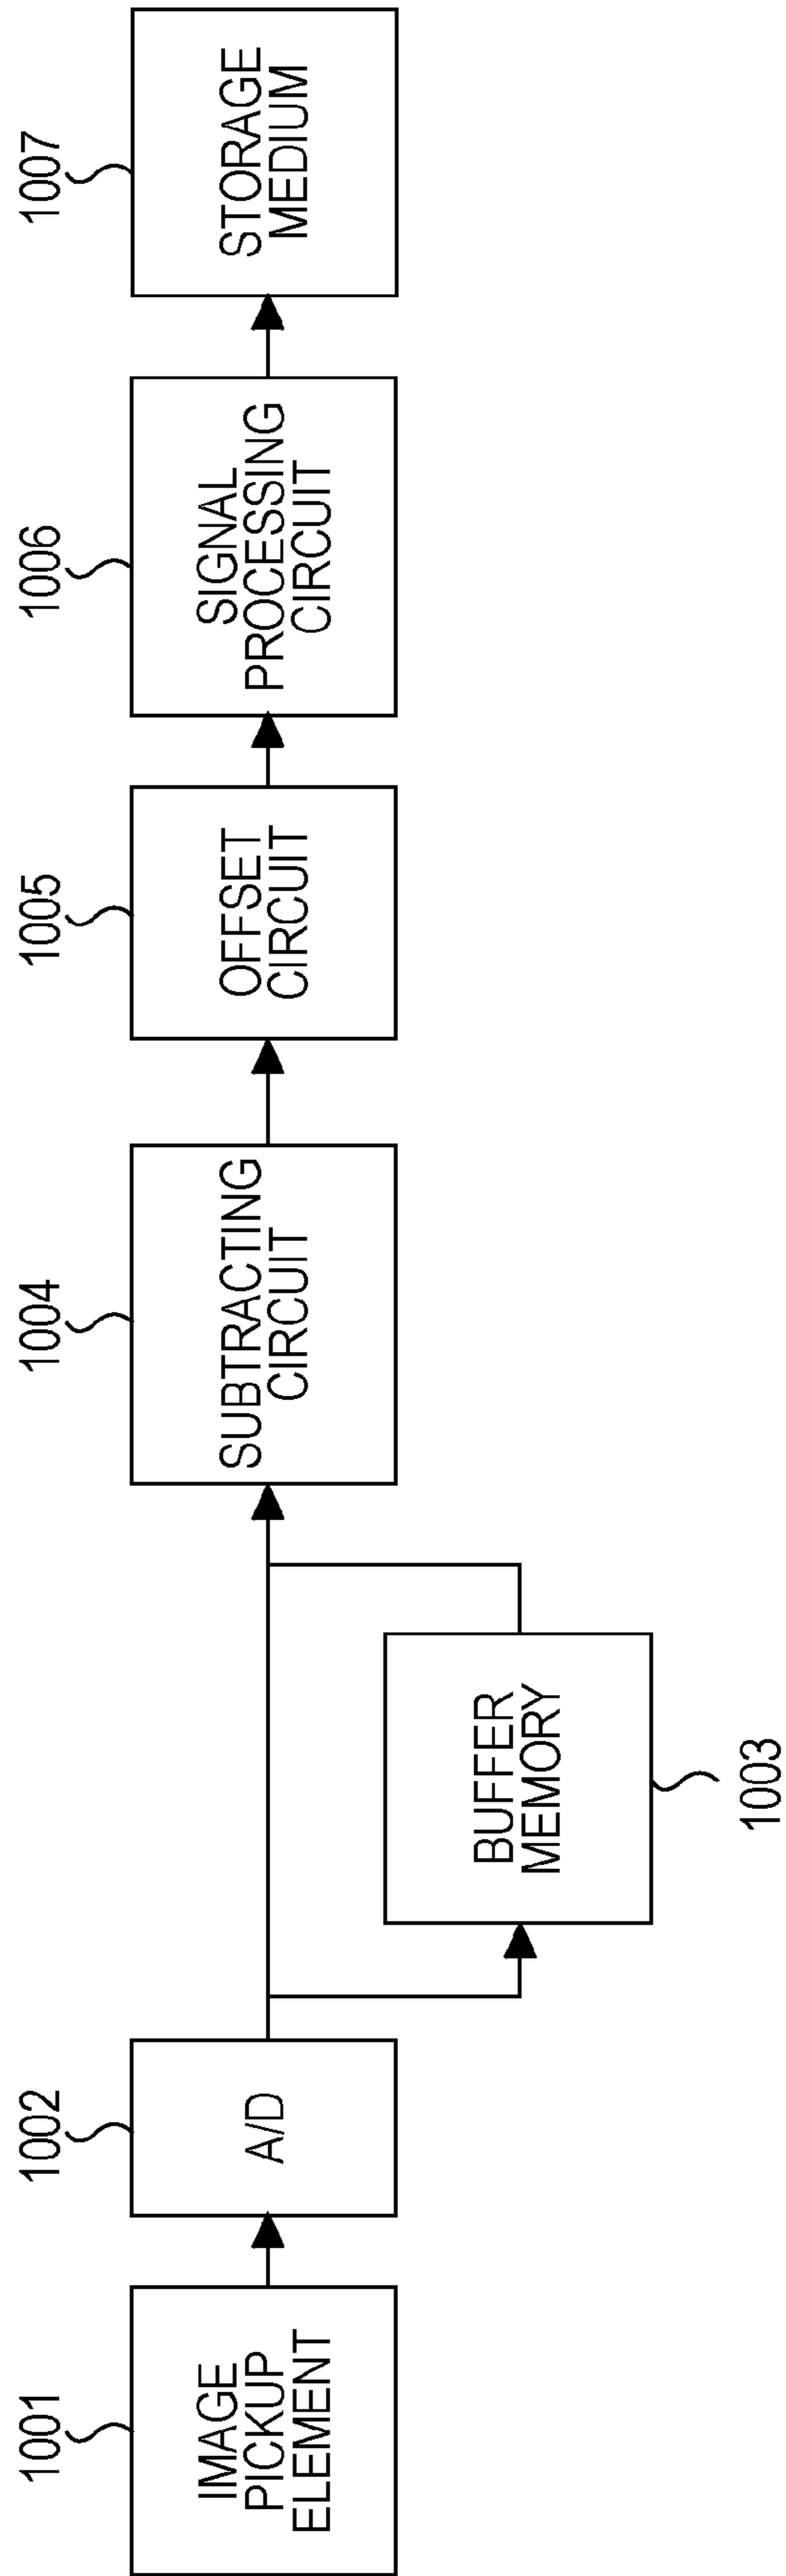 1001
IMAGE
PICKUP
ELEMENT
1002
A/D
BUFFER
MEMORY
1003
1004
SUBTRACTING
CIRCUIT
1005
OFFSET
CIRCUIT
1006
SIGNAL
PROCESSING
CIRCUIT
1007
STORAGE
MEDIUM